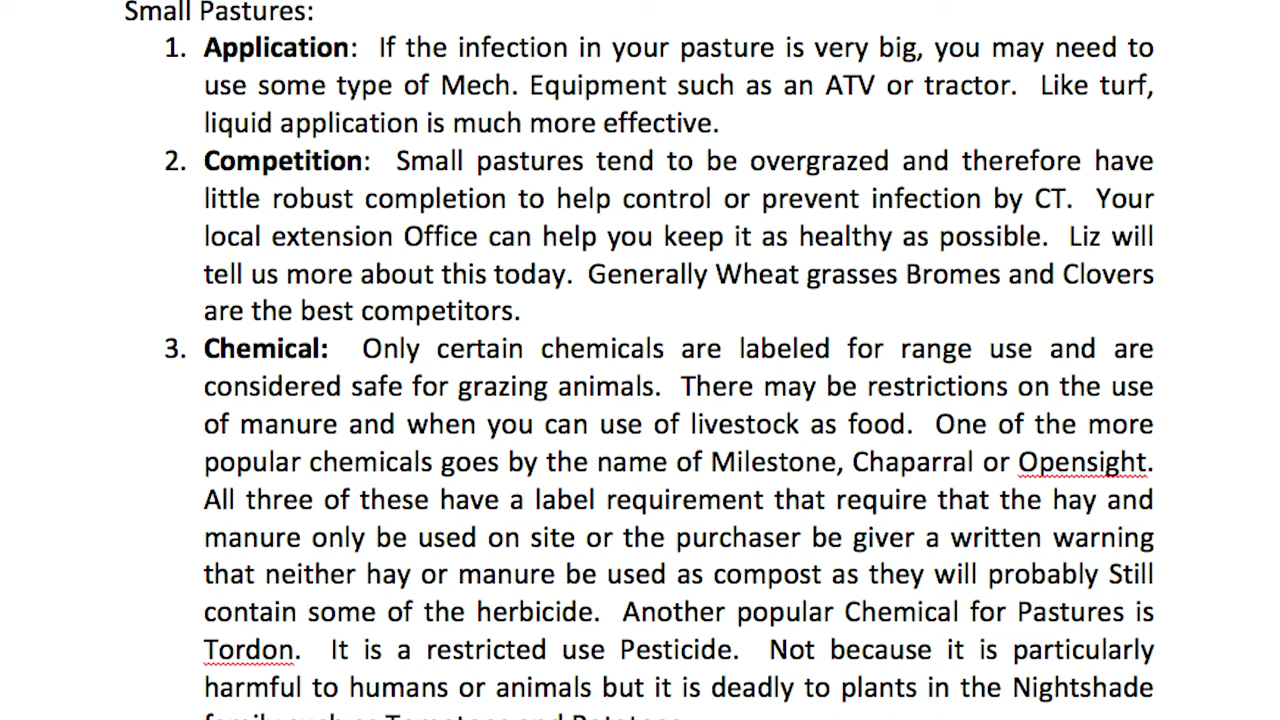 Small Pastures:
1. Application: If the infection in your pasture is very big, you may need to
use some type of Mech. Equipment such as an ATV or tractor. Like turf,
liquid application is much more effective.
2. Competition: Small pastures tend to be overgrazed and therefore have
little robust completion to help control or prevent infection by CT. Your
local extension Office can help you keep it as healthy as possible. Liz will
tell us more about this today. Generally Wheat grasses Bromes and Clovers
are the best competitors.
3. Chemical: Only certain chemicals are labeled for range use and are
considered safe for grazing animals. There may be restrictions on the use
of manure and when you can use of livestock as food. One of the more
popular chemicals goes by the name of Milestone, Chaparral or Opensight.
All three of these have a label requirement that require that the hay and
manure only be used on site or the purchaser be giver a written warning
that neither hay or manure be used as compost as they will probably Still
contain some of the herbicide. Another popular Chemical for Pastures is
Tordon. It is a restricted use Pesticide. Not because it is particularly
harmful to humans or animals but it is deadly to plants in the Nightshade
family such as Tomatoes and Potatoes.